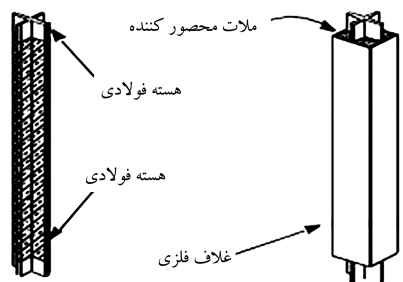 ملات محصور کننده
هسته فولادی
هسته فولادی
غلاف فلزی